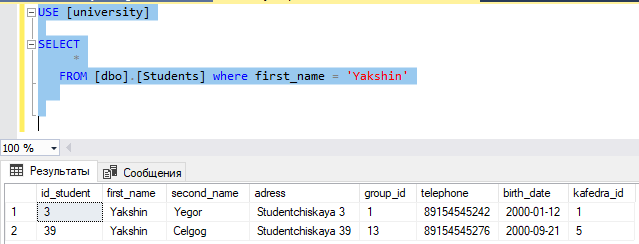 USE [university]
SELECT
*
FROM [dbo].[Students] where first_name = 'Yakshin'
100 %
Результаты Сообщения
id_student first_name second_name adress group_id telephone birth_date kafedra_id
1 3 Yakshin Yegor Studentchiskaya 3 1 89154545242 2000-01-12 1
2 39 Yakshin Celgog Studentchiskaya 39 13 89154545276 2000-09-21 5